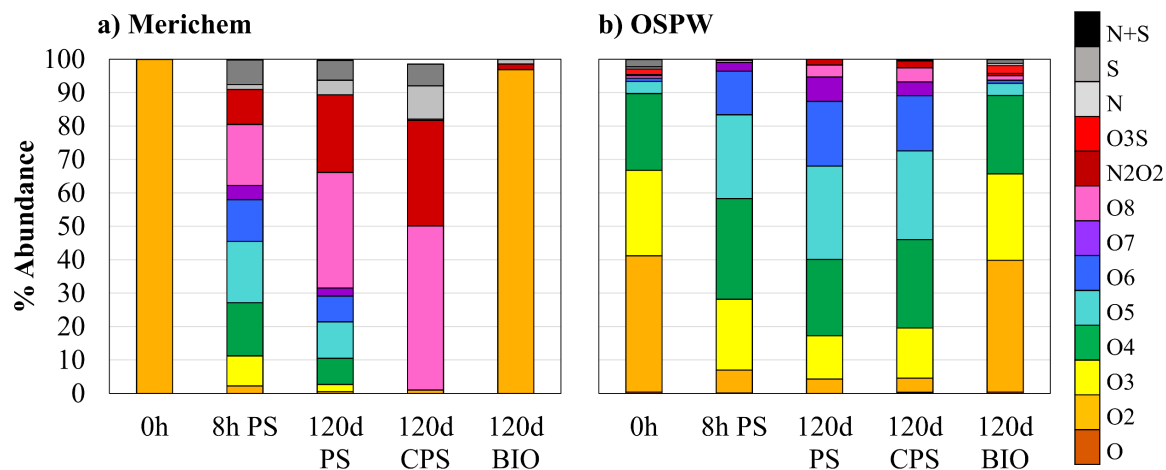 a) Merichem
b) OSPW
% Abundance
100
90
80
70
60
50
40
30
20
10
0
0h
8h PS
120d
PS
120d
CPS
120d
BIO
0h
8h PS
120d
PS
120d
CPS
120d
BIO
N+S
S
N
O3S
N2O2
O8
O7
O6
O5
O4
O3
O2
O